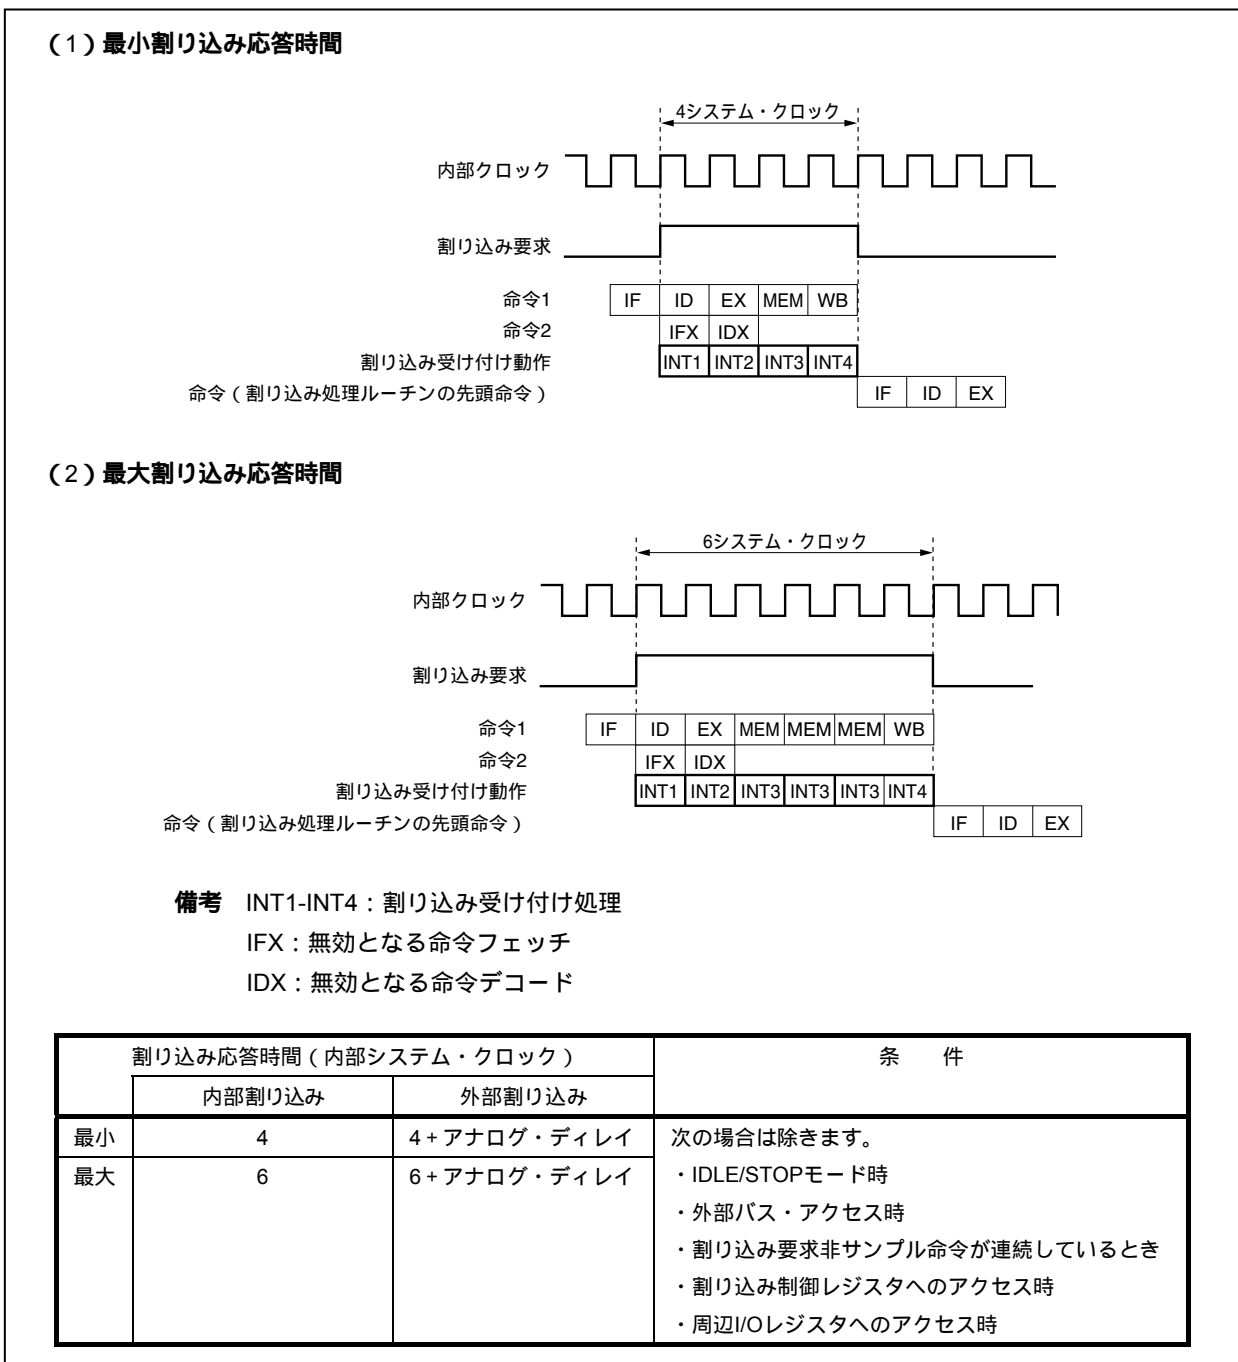 (1)最小割り込み応答時間
4システム・クロック
内部クロック
割り込み要求
命令1 IF ID EX MEM WB
命令2 IFX IDX
割り込み受け付け動作 INT1 INT2 INT3 INT4
命令(割り込み処理ルーチンの先頭命令) IF ID EX
(2)最大割り込み応答時間
6システム・クロック
内部クロック
割り込み要求
命令1 IF ID EX MEM MEM MEM WB
命令2 IFX IDX
割り込み受け付け動作 INT1 INT2 INT3 INT3 INT3 INT4
命令(割り込み処理ルーチンの先頭命令) IF ID EX
備考 INT1-INT4:割り込み受け付け処理
IFX:無効となる命令フェッチ
IDX:無効となる命令デコード
割り込み応答時間(内部システム・クロック) 条 件
内部割り込み 外部割り込み
最小 4 4+アナログ・ディレイ 次の場合は除きます。
最大 6 6+アナログ・ディレイ ・IDLE/STOPモード時
・外部バス・アクセス時
・割り込み要求非サンプル命令が連続しているとき
・割り込み制御レジスタへのアクセス時
・周辺I/Oレジスタへのアクセス時